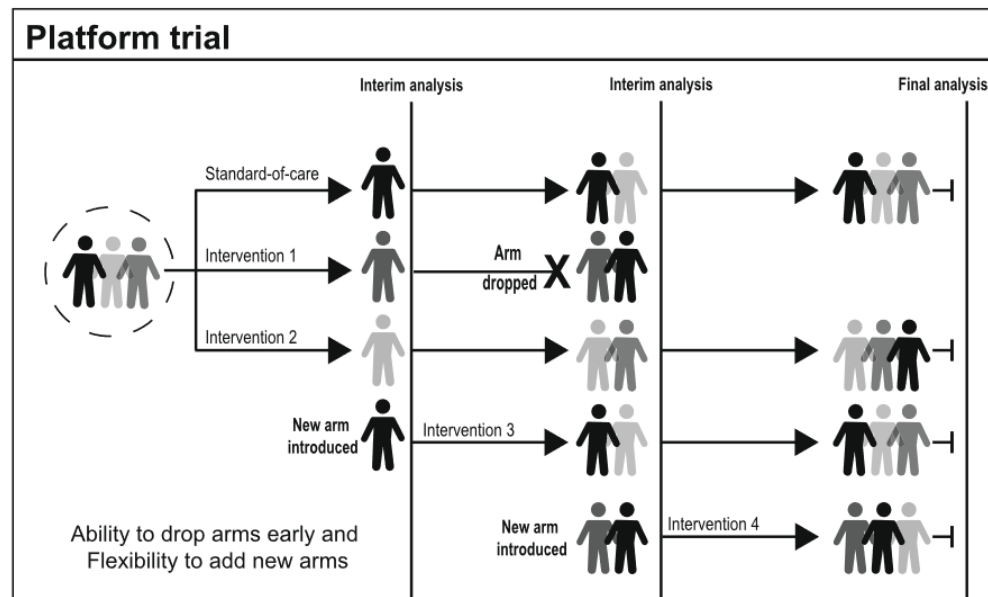 Platform trial
Interim analysis
Interim analysis
Final analysis
Standard-of-care
Intervention 1
Arm
dropped
X
Intervention 2
New arm
introduced
Intervention 3
New arm
introduced
Intervention 4
Ability to drop arms early and
Flexibility to add new arms